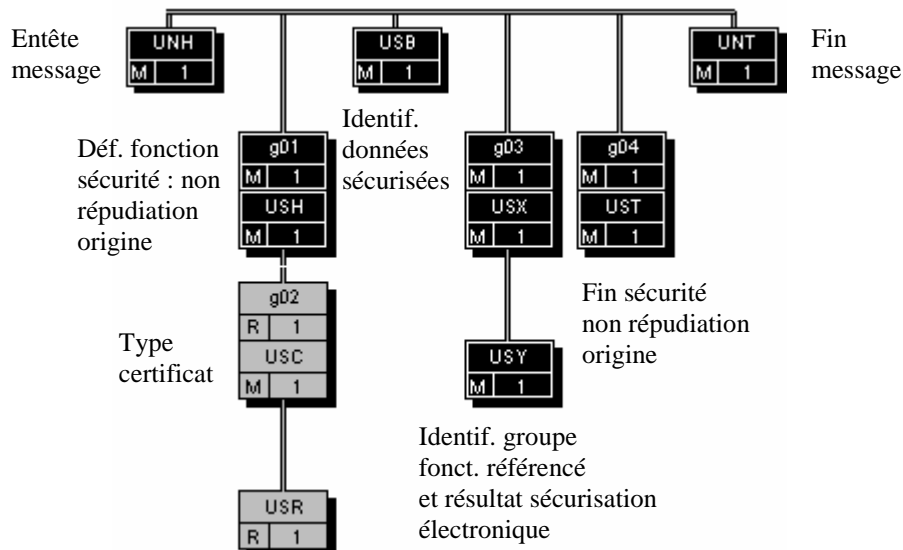 Entête
message
UNH
M 1
USB
M 1
UNT
M 1
Fin
message
Déf. fonction
sécurité : non
répudiation
origine
g01
M 1
USH
M 1
Identif.
données
sécurisées
g03
M 1
USX
M 1
g04
M 1
UST
M 1
Fin sécurité
non répudiation
origine
Type
certificat
g02
R 1
USC
M 1
USY
M 1
Identif. groupe
fonct. référencé
et résultat sécurisation
électronique
USR
R 1